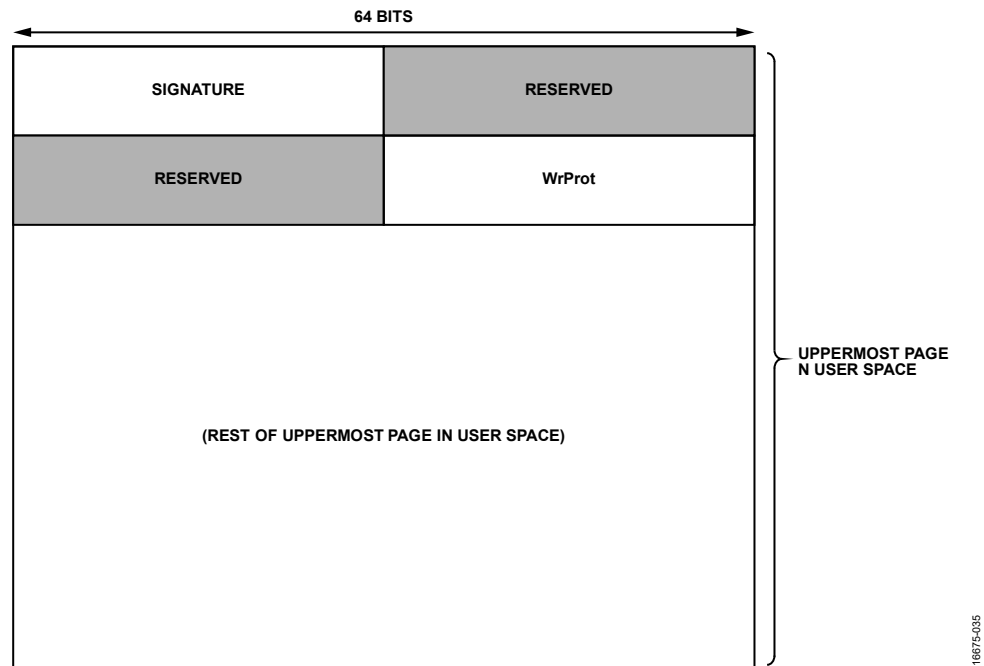 64 BITS
SIGNATURE
RESERVED
RESERVED
WrProt
UPPERMOST PAGE
N USER SPACE
(REST OF UPPERMOST PAGE IN USER SPACE)
16675-035